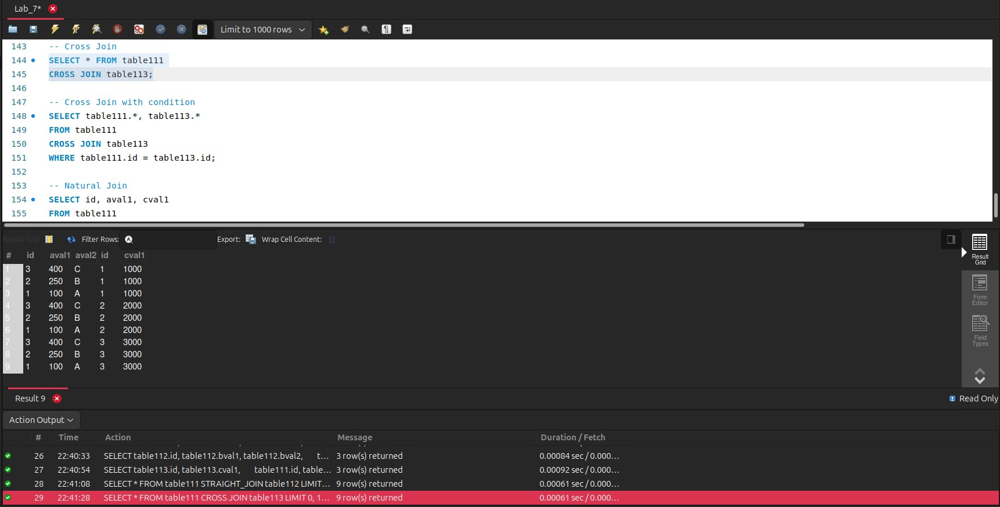 Lab_7*
Limit to 1000 rows
143 -- Cross Join
144 SELECT * FROM table111
145 CROSS JOIN table113;
146
147 -- Cross Join with condition
148 SELECT table111.*, table113.*
149 FROM table111
150 CROSS JOIN table113
151 WHERE table111.id = table113.id;
152
153 -- Natural Join
154 SELECT id, aval1, cval1
155 FROM table111
Result Grid Filter Rows: Export: Wrap Cell Content:
# id aval1 aval2 id cval1
1 3 400 C 1 1000
2 2 250 B 1 1000
3 1 100 A 1 1000
4 3 400 C 2 2000
5 2 250 B 2 2000
6 1 100 A 2 2000
7 3 400 C 3 3000
8 2 250 B 3 3000
9 1 100 A 3 3000
Result
Grid
Form
Editor
Field
Types
Result 9 Read Only
Action Output
# Time Action Message Duration / Fetch
26 22:40:33 SELECT table112.id, table112.bval1, table112.bval2, t... 3 row(s) returned 0.00084 sec / 0.000...
27 22:40:54 SELECT table113.id, table113.cval1, table111.id, table... 3 row(s) returned 0.00092 sec / 0.000...
28 22:41:08 SELECT * FROM table111 STRAIGHT_JOIN table112 LIMIT... 9 row(s) returned 0.00061 sec / 0.000...
29 22:41:28 SELECT * FROM table111 CROSS JOIN table113 LIMIT 0, 1... 9 row(s) returned 0.00061 sec / 0.000...